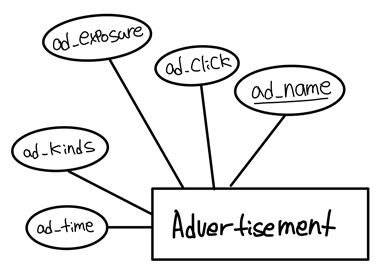 ad_exposure
ad_click
ad_name
ad_kinds
ad_time
Advertisement